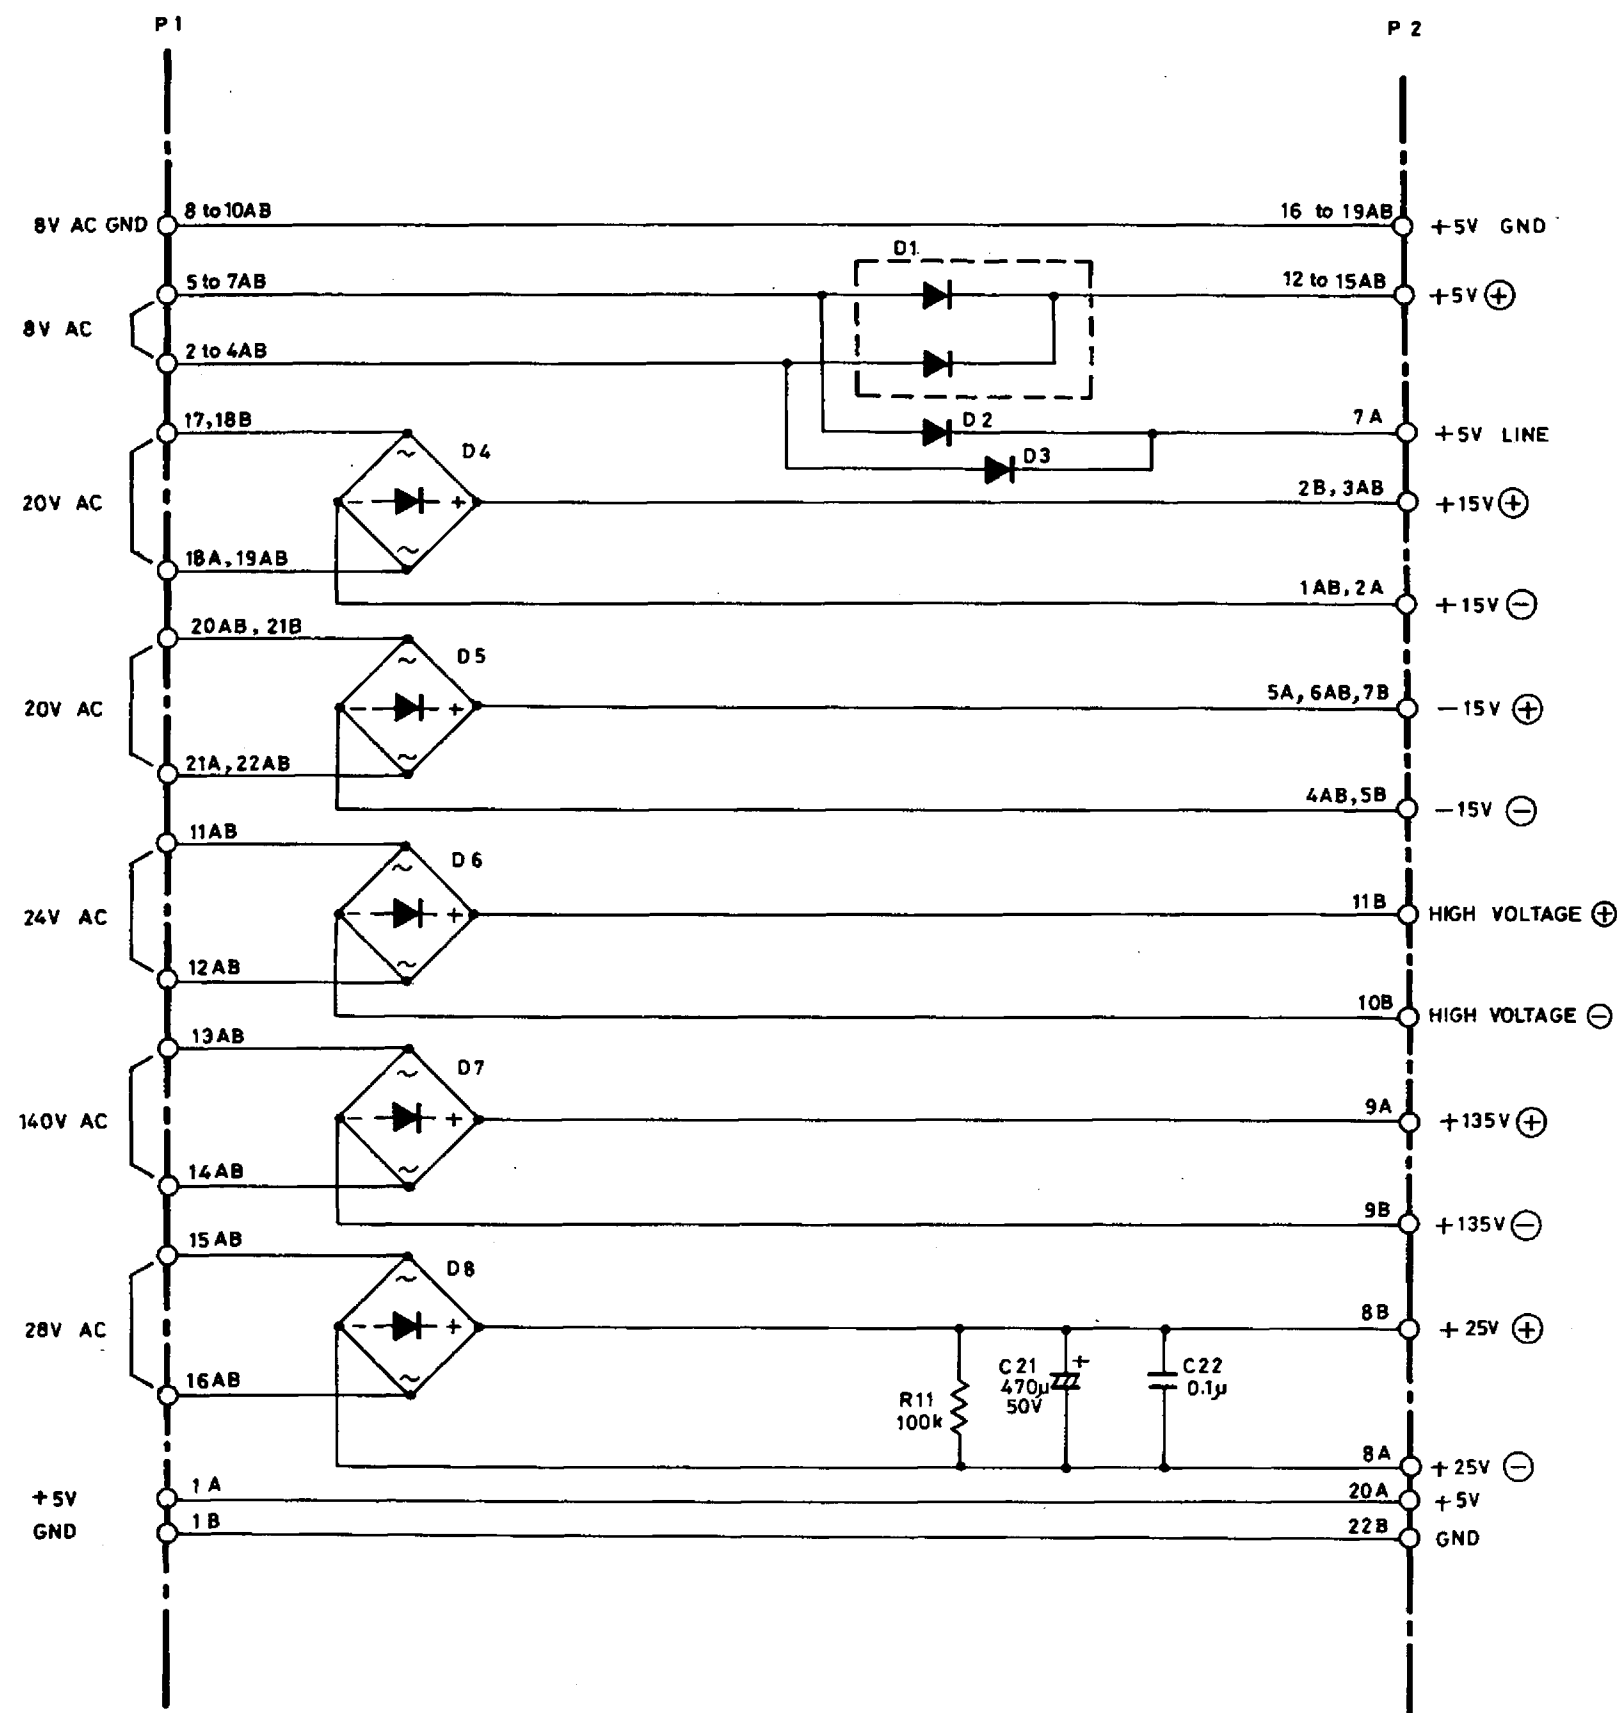 P1
P2
8V AC GND
8 to 10AB
16 to 19AB
+5V GND
D1
5 to 7AB
12 to 15AB
+5V ⊕
8V AC
2 to 4AB
17,18B
D2
7A
+5V LINE
D4
~
D3
20V AC
- +
2B, 3AB
+15V ⊕
~
18A, 19AB
1AB, 2A
+15V ⊖
20AB, 21B
~
D5
20V AC
- +
5A, 6AB, 7B
-15V ⊕
~
21A, 22AB
4AB, 5B
-15V ⊖
11AB
~
D6
24V AC
- +
11B
HIGH VOLTAGE ⊕
~
12AB
10B
HIGH VOLTAGE ⊖
13AB
~
D7
140V AC
- +
9A
+135V ⊕
~
14AB
9B
+135V ⊖
15AB
~
D8
28V AC
- +
8B
+25V ⊕
~
16AB
R11
100k
C21
470µ
50V
+
C22
0.1µ
8A
+25V ⊖
+5V
1A
20A
+5V
GND
1B
22B
GND